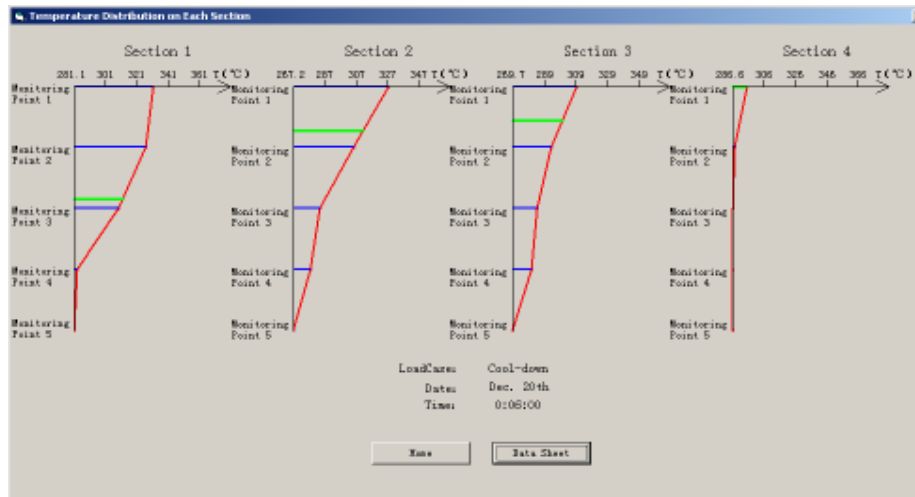 Temperature Distribution on Each Section
Section 1
281.1 301 321 341 361 T(°C)
Monitoring
Point 1
Monitoring
Point 2
Monitoring
Point 3
Monitoring
Point 4
Monitoring
Point 5
Section 2
267.2 287 307 327 347 T(°C)
Monitoring
Point 1
Monitoring
Point 2
Monitoring
Point 3
Monitoring
Point 4
Monitoring
Point 5
Section 3
269.7 289 309 329 349 T(°C)
Monitoring
Point 1
Monitoring
Point 2
Monitoring
Point 3
Monitoring
Point 4
Monitoring
Point 5
Section 4
286.6 306 326 346 366 T(°C)
Monitoring
Point 1
Monitoring
Point 2
Monitoring
Point 3
Monitoring
Point 4
Monitoring
Point 5
LoadCase: Cool-down
Date: Dec. 20th
Time: 0:06:00
Data Sheet